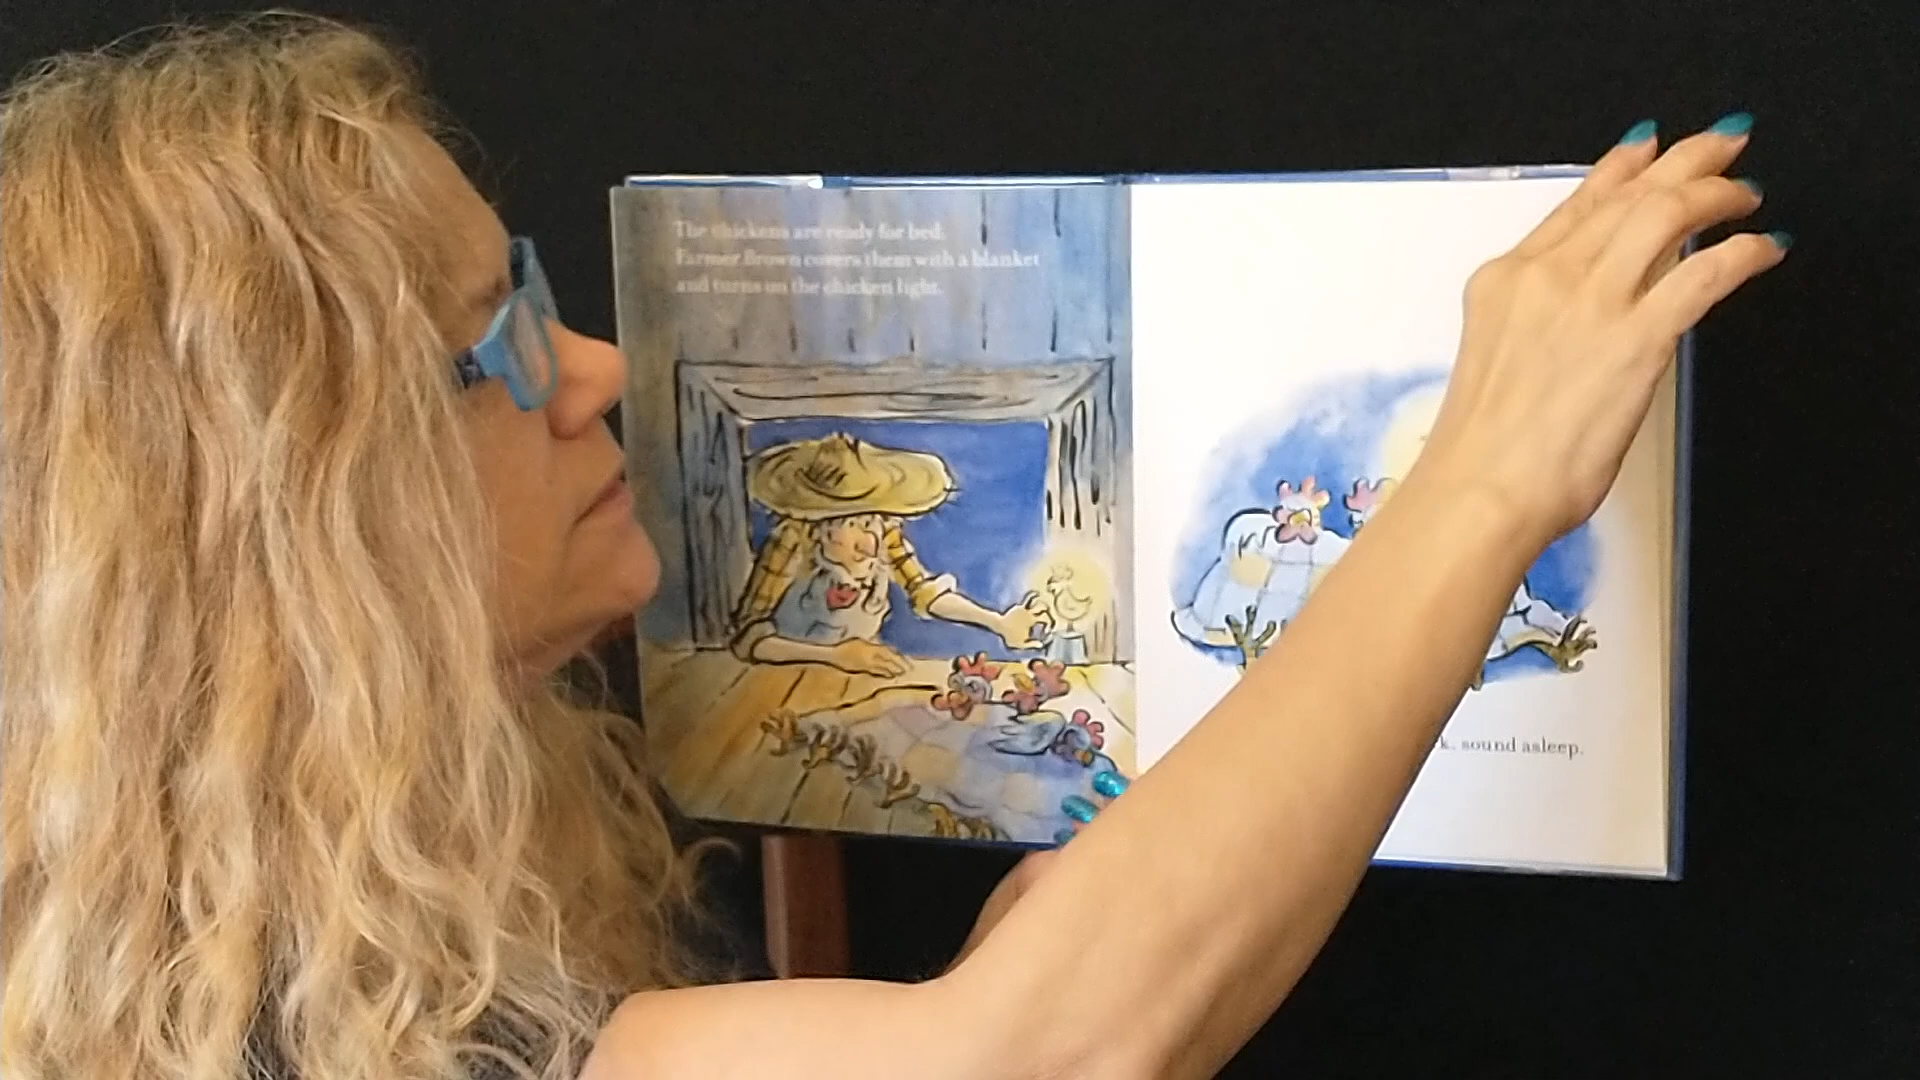 The chickens are ready for bed.
Farmer Brown covers them with a blanket
and turns on the chicken light.
sound asleep.